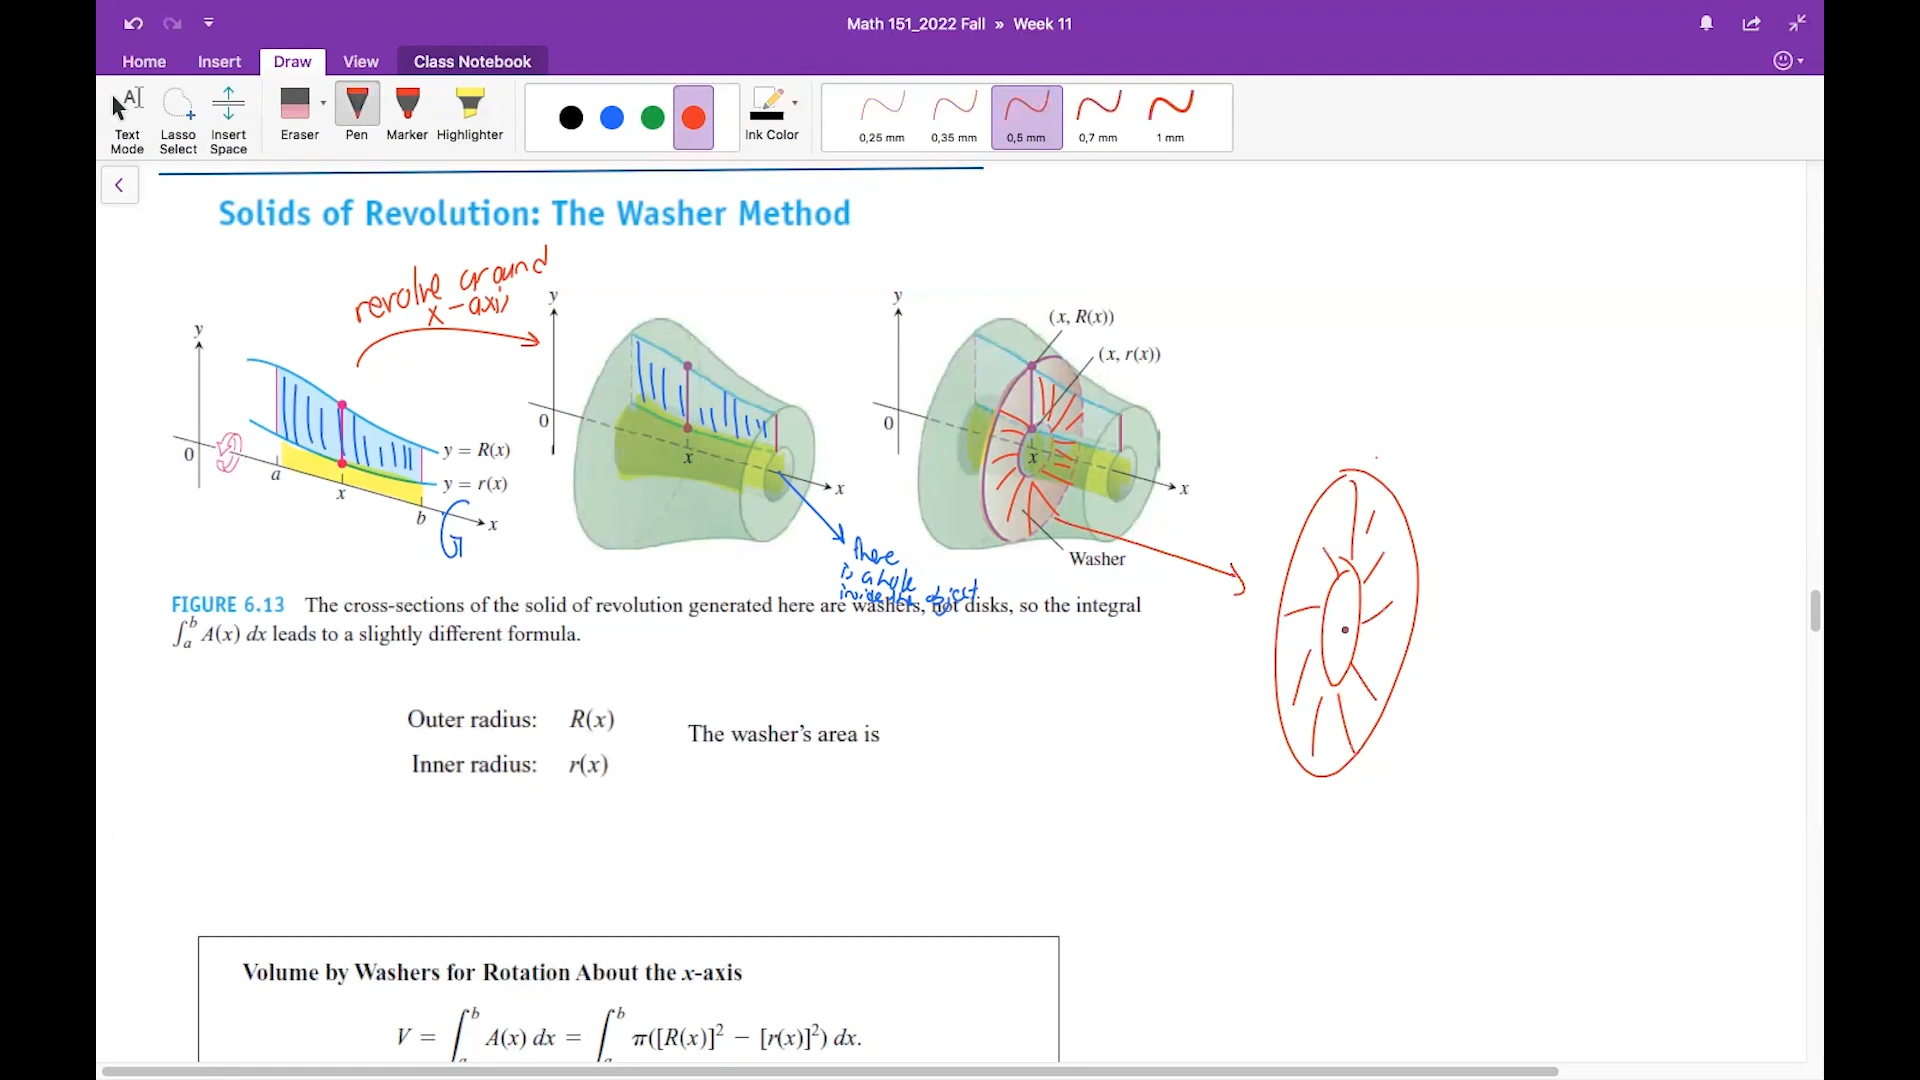 Math 151_2022 Fall » Week 11
Home Insert Draw View Class Notebook
Text Mode
Lasso Select
Insert Space
Eraser
Pen
Marker
Highlighter
Ink Color
0,25 mm
0,35 mm
0,5 mm
0,7 mm
1 mm
Solids of Revolution: The Washer Method
revolve around
x-axis
y
0
a
x
b
x
y = R(x)
y = r(x)
y
0
x
x
there
is a hole
inside the object
y
0
x
x
(x, R(x))
(x, r(x))
Washer
FIGURE 6.13 The cross-sections of the solid of revolution generated here are washers, not disks, so the integral
∫ₐᵇ A(x) dx leads to a slightly different formula.
Outer radius: R(x)
The washer's area is
Inner radius: r(x)
Volume by Washers for Rotation About the x-axis
V = ∫ₐᵇ A(x) dx = ∫ₐᵇ π([R(x)]² − [r(x)]²) dx.